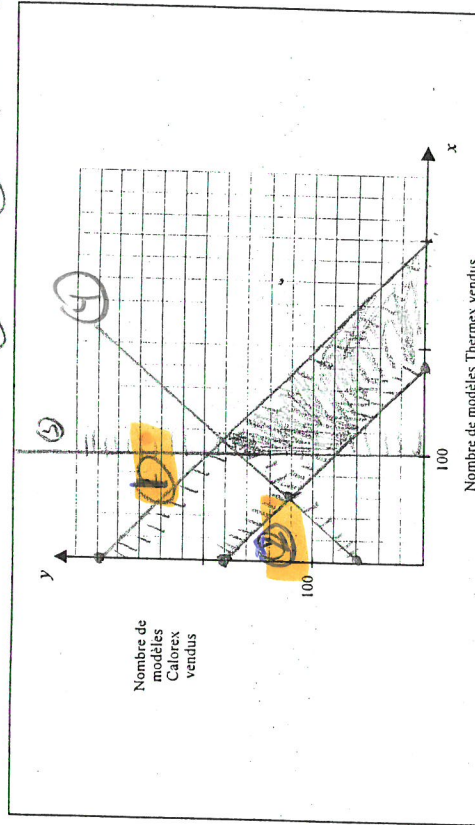 y
Nombre de
modèles
Calorex
vendus
100
100
x
Nombre de modèles Thermex vendus